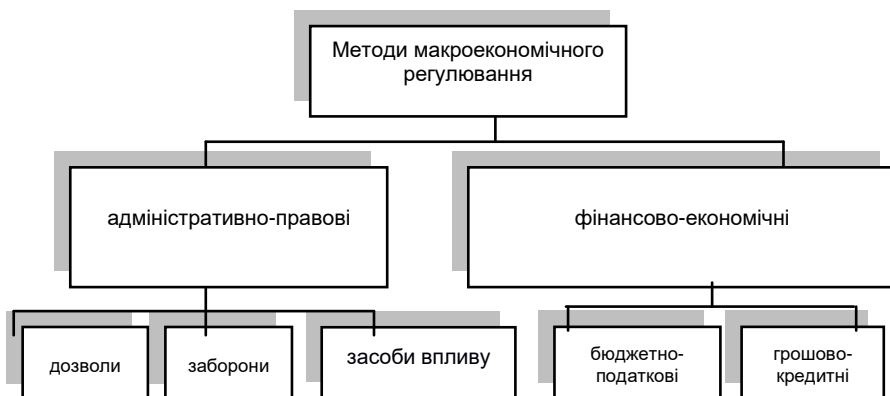 Методи макроекономічного
регулювання
адміністративно-правові
фінансово-економічні
дозволи
заборони
засоби впливу
бюджетно-
податкові
грошово-
кредитні